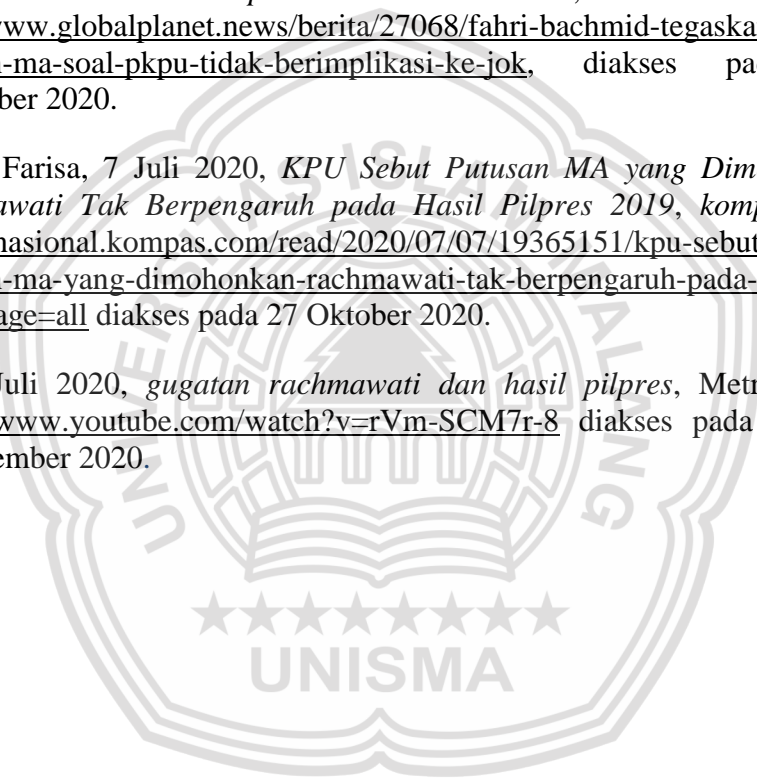 www.globalplanet.news/berita/27068/fahri-bachmid-tegaska
-ma-soal-pkpu-tidak-berimplikasi-ke-jok, diakses pa
ber 2020.
Farisa, 7 Juli 2020, KPU Sebut Putusan MA yang Dim
awati Tak Berpengaruh pada Hasil Pilpres 2019, komp
nasional.kompas.com/read/2020/07/07/19365151/kpu-sebut
-ma-yang-dimohonkan-rachmawati-tak-berpengaruh-pada-
age=all diakses pada 27 Oktober 2020.
Juli 2020, gugatan rachmawati dan hasil pilpres, Metr
www.youtube.com/watch?v=rVm-SCM7r-8 diakses pada
ember 2020.
UNIVERSITAS ISLAM MALANG
UNISMA